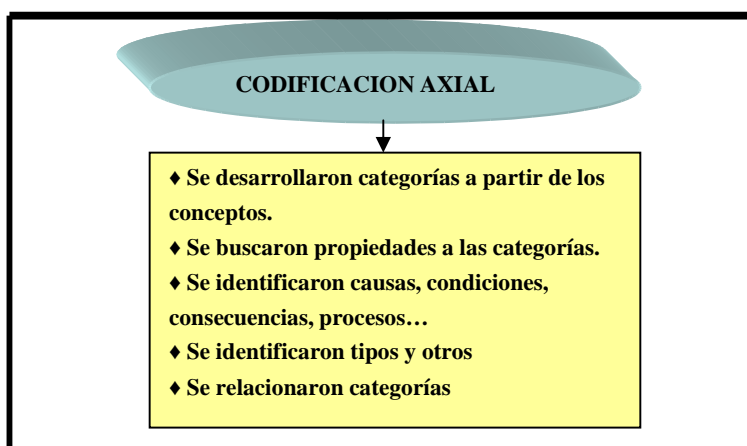 CODIFICACION AXIAL
♦ Se desarrollaron categorías a partir de los
conceptos.
♦ Se buscaron propiedades a las categorías.
♦ Se identificaron causas, condiciones,
consecuencias, procesos…
♦ Se identificaron tipos y otros
♦ Se relacionaron categorías